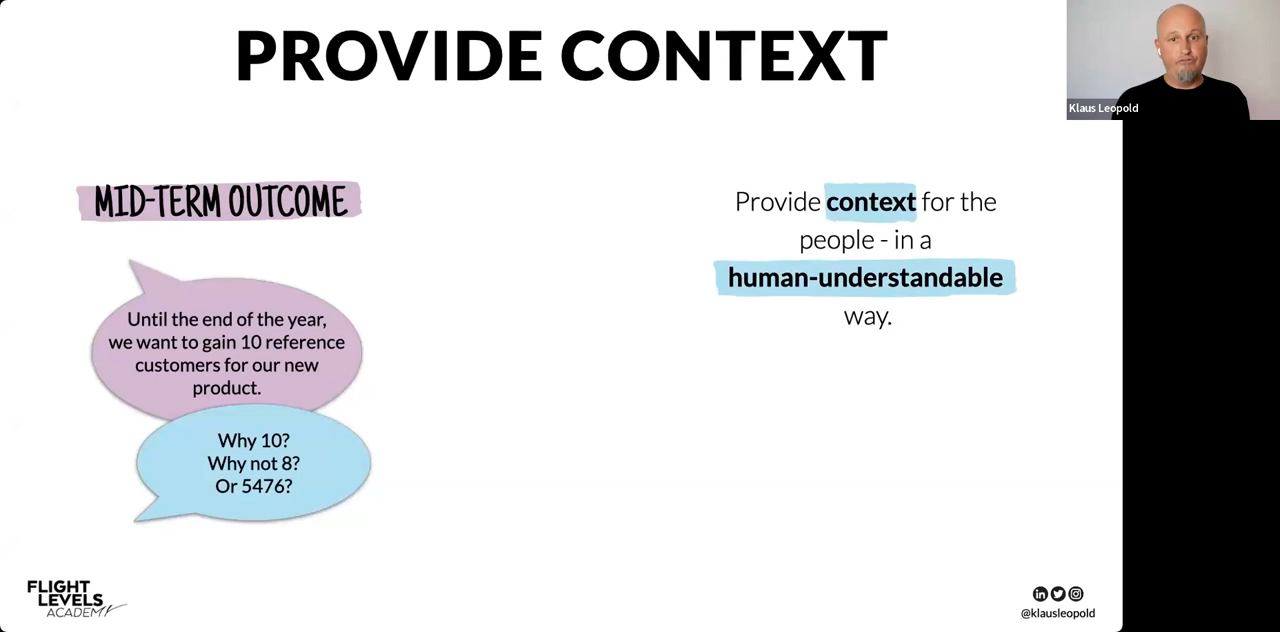 PROVIDE CONTEXT
Klaus Leopold
MID-TERM OUTCOME
Until the end of the year,
we want to gain 10 reference
customers for our new
product.
Why 10?
Why not 8?
Or 5476?
Provide context for the
people - in a
human-understandable
way.
FLIGHT
LEVELS
ACADEMY
in
@klausleopold